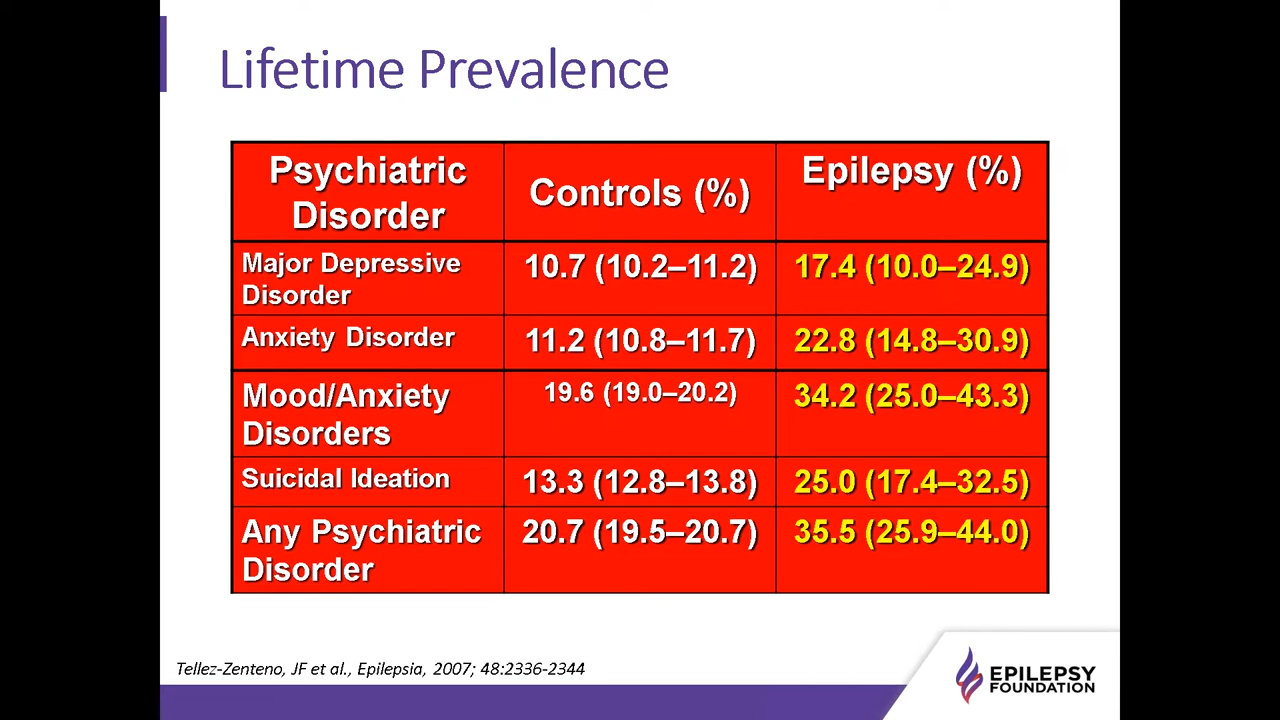 Lifetime Prevalence
Psychiatric
Disorder
Controls (%)
Epilepsy (%)
Major Depressive
Disorder
10.7 (10.2–11.2)
17.4 (10.0–24.9)
Anxiety Disorder
11.2 (10.8–11.7)
22.8 (14.8–30.9)
Mood/Anxiety
Disorders
19.6 (19.0–20.2)
34.2 (25.0–43.3)
Suicidal Ideation
13.3 (12.8–13.8)
25.0 (17.4–32.5)
Any Psychiatric
Disorder
20.7 (19.5–20.7)
35.5 (25.9–44.0)
Tellez-Zenteno, JF et al., Epilepsia, 2007; 48:2336-2344
EPILEPSY
FOUNDATION